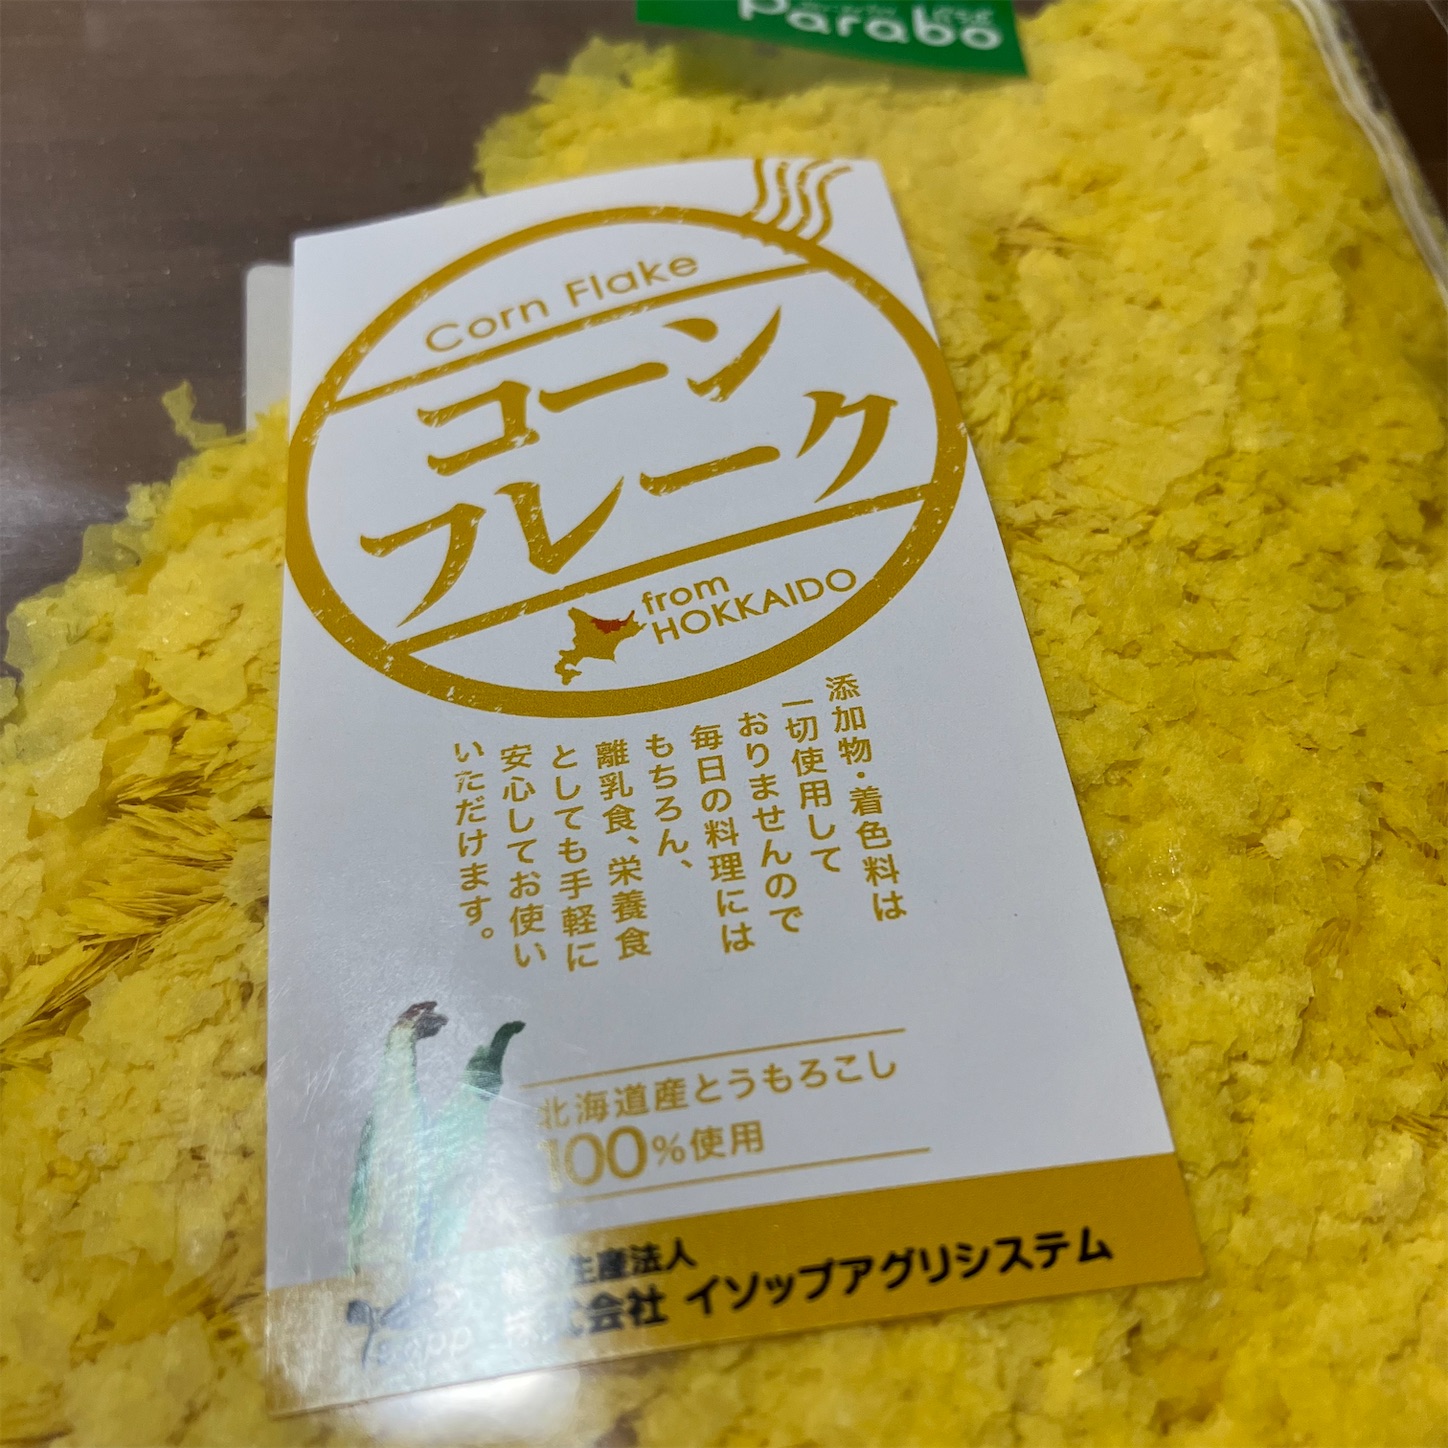 Parabo
Corn Flake
コーン
フレーク
from
HOKKAIDO
添加物・着色料は
一切使用して
おりませんので
毎日の料理には
もちろん、
離乳食、栄養食
としても手軽に
安心してお使い
いただけます。
北海道産とうもろこし
100%使用
生産法人
式会社 イソップアグリシステム